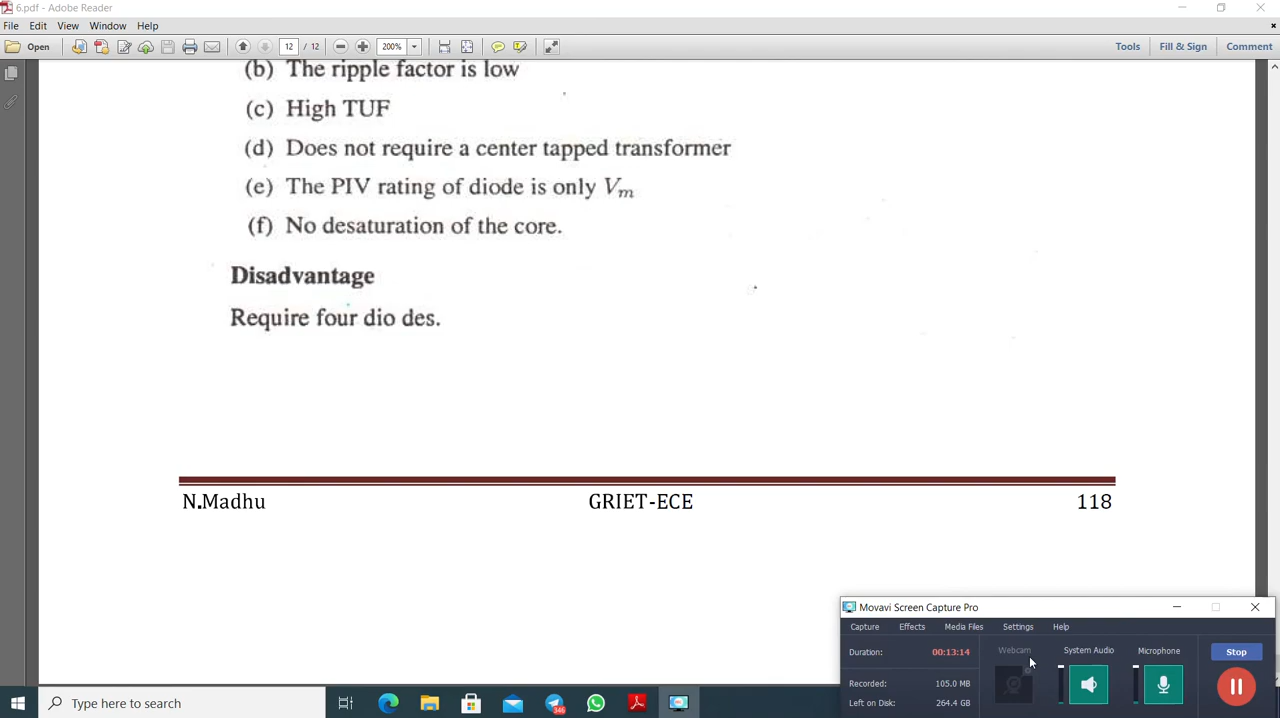 6.pdf - Adobe Reader
File Edit View Window Help
Open 12 / 12 200% Tools Fill & Sign Comment
(b) The ripple factor is low
(c) High TUF
(d) Does not require a center tapped transformer
(e) The PIV rating of diode is only Vm
(f) No desaturation of the core.
Disadvantage
Require four dio des.
N.Madhu GRIET-ECE 118
Movavi Screen Capture Pro
Capture Effects Media Files Settings Help
Duration: 00:13:14 Webcam System Audio Microphone Stop
Recorded: 105.0 MB
Left on Disk: 264.4 GB
Type here to search
346